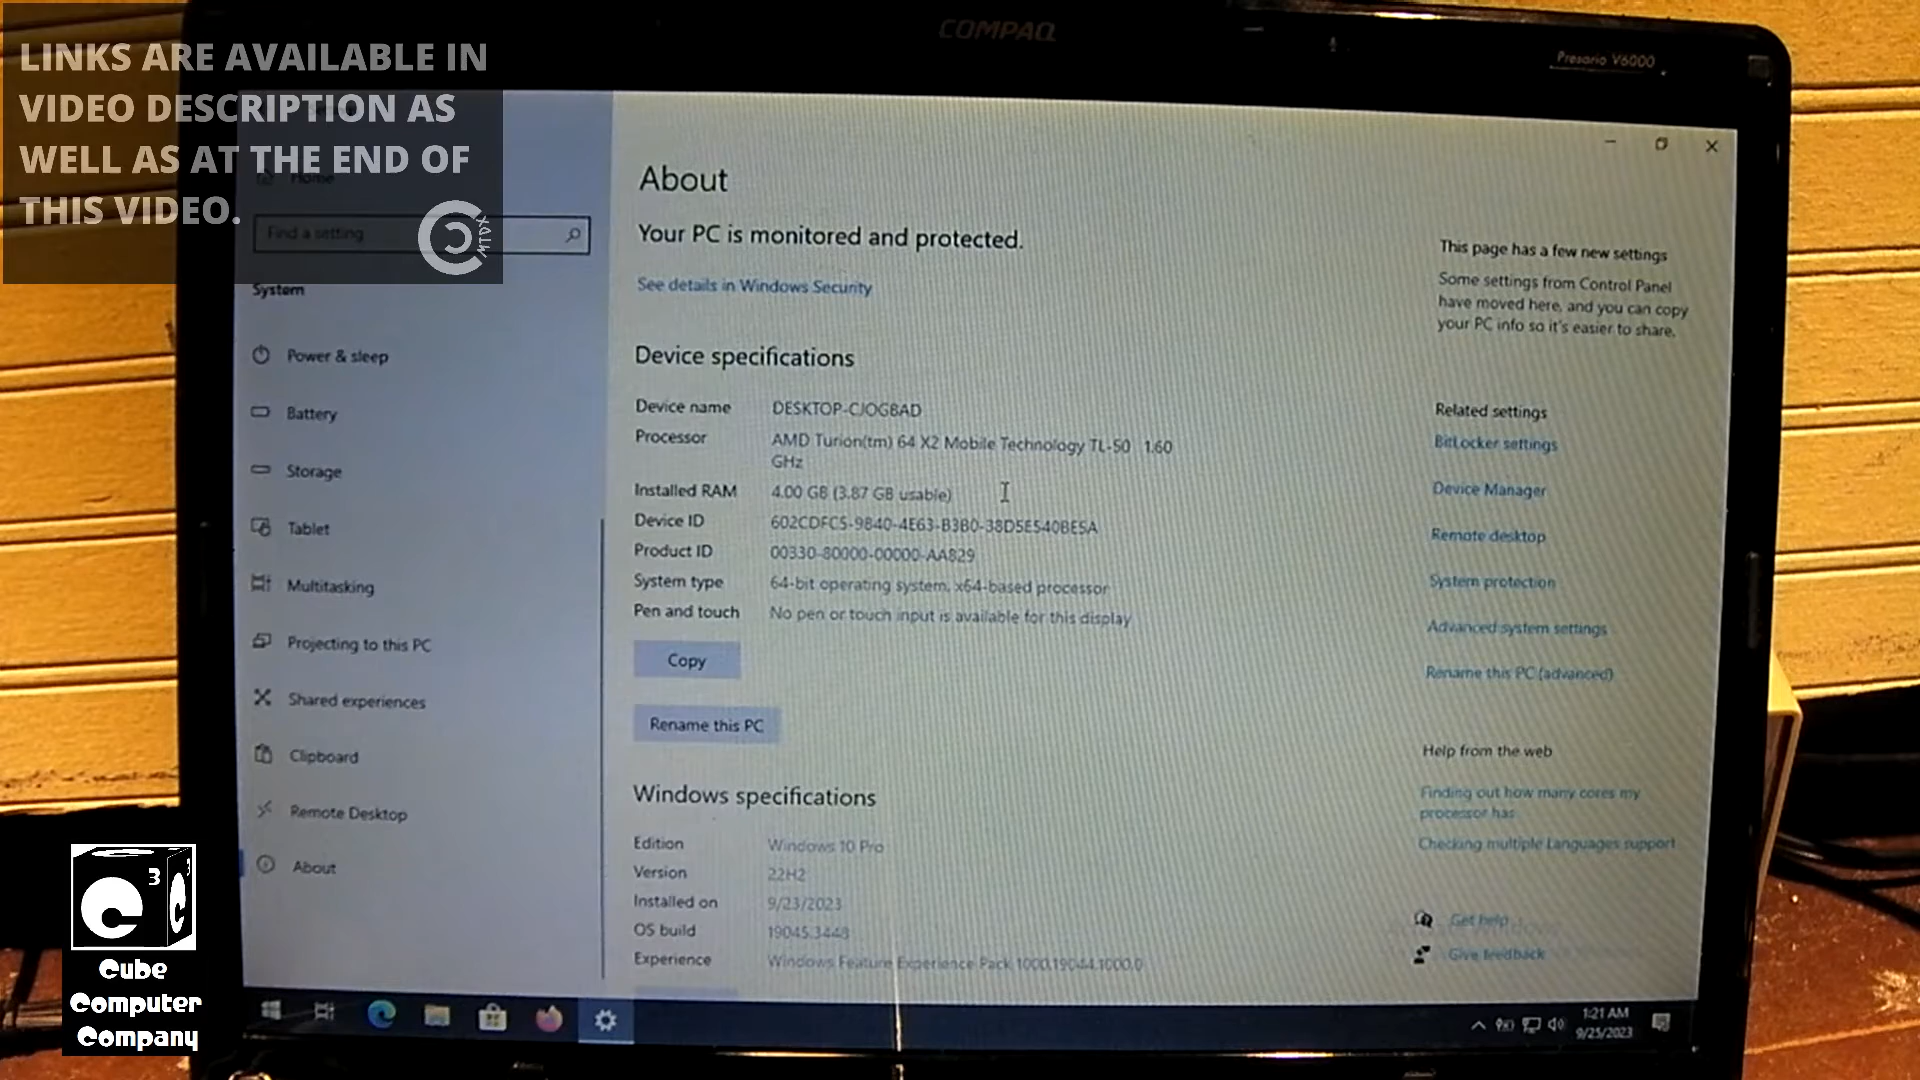 LINKS ARE AVAILABLE IN
VIDEO DESCRIPTION AS
WELL AS AT THE END OF
THIS VIDEO.
COMPAQ
Presario V6000
Home
Find a setting
System
Power & sleep
Battery
Storage
Tablet
Multitasking
Projecting to this PC
Shared experiences
Clipboard
Remote Desktop
About
About
Your PC is monitored and protected.
See details in Windows Security
Device specifications
Device name DESKTOP-CJOGBAD
Processor AMD Turion(tm) 64 X2 Mobile Technology TL-50 1.60
GHz
Installed RAM 4.00 GB (3.87 GB usable)
Device ID 602CDFC5-9B40-4E63-B3B0-38D5E540BE5A
Product ID 00330-80000-00000-AA829
System type 64-bit operating system, x64-based processor
Pen and touch No pen or touch input is available for this display
Copy
Rename this PC
Windows specifications
Edition Windows 10 Pro
Version 22H2
Installed on 9/23/2023
OS build 19045.3448
Experience Windows Feature Experience Pack 1000.19044.1000.0
This page has a few new settings
Some settings from Control Panel
have moved here, and you can copy
your PC info so it's easier to share.
Related settings
BitLocker settings
Device Manager
Remote desktop
System protection
Advanced system settings
Rename this PC (advanced)
Help from the web
Finding out how many cores my
processor has
Checking multiple Languages support
Get help
Give feedback
1:21 AM
9/25/2023
Cube
Computer
Company